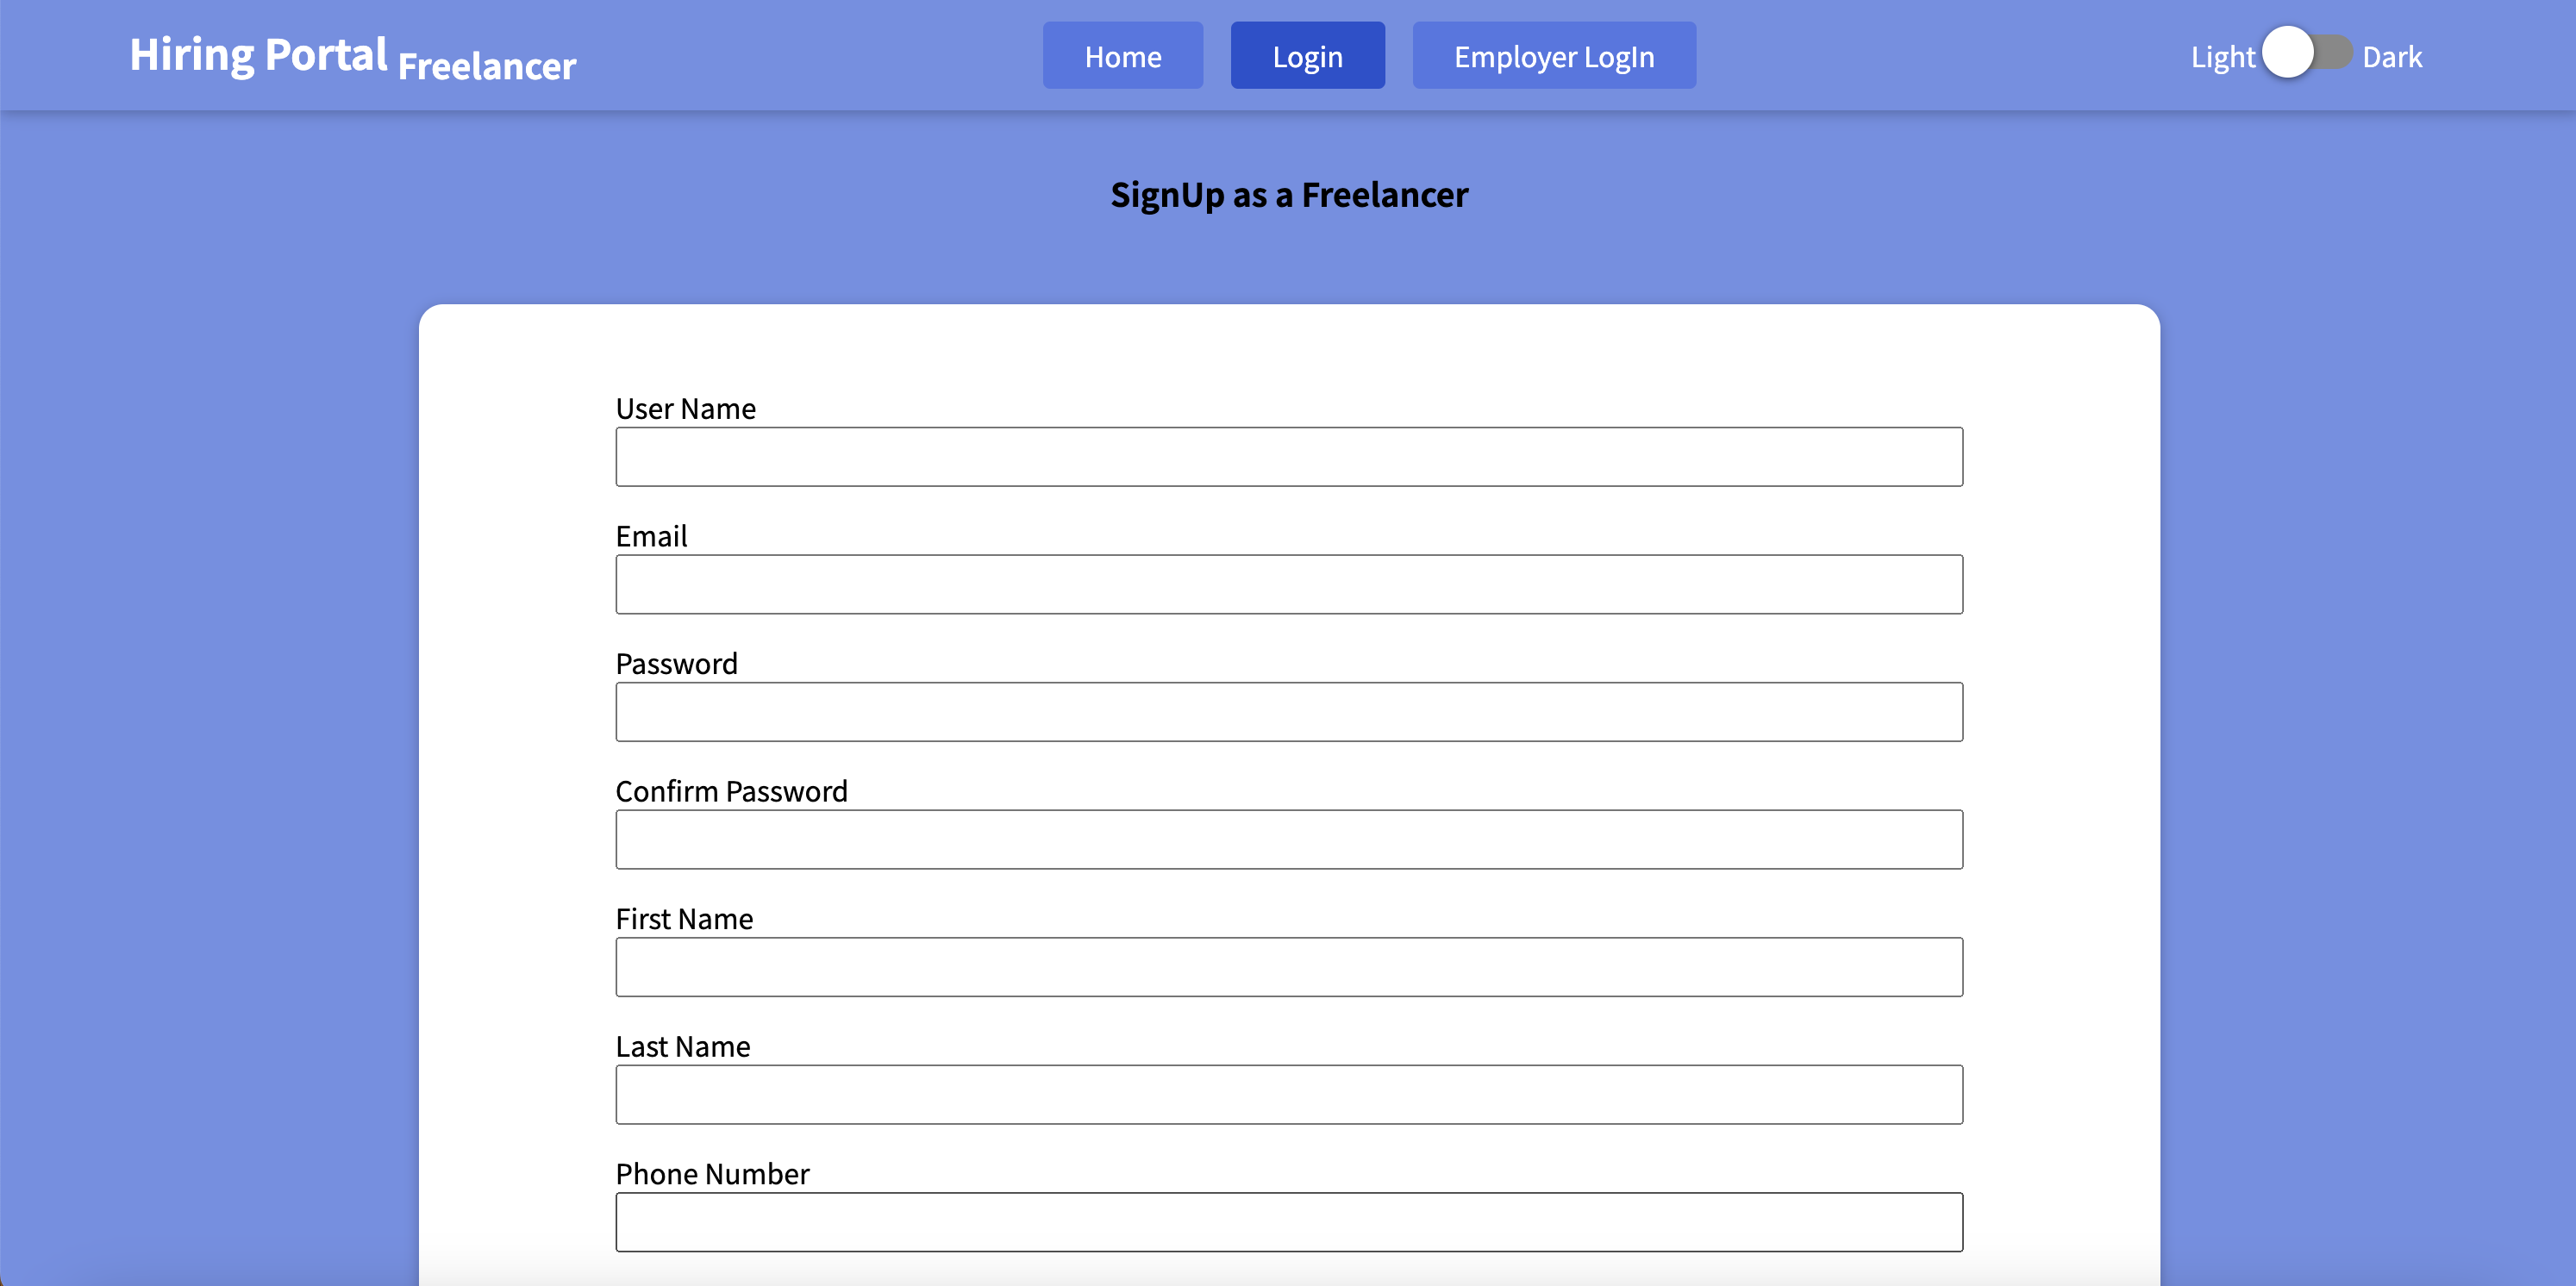 Hiring Portal Freelancer
Home
Login
Employer LogIn
Light
Dark
SignUp as a Freelancer
User Name
Email
Password
Confirm Password
First Name
Last Name
Phone Number